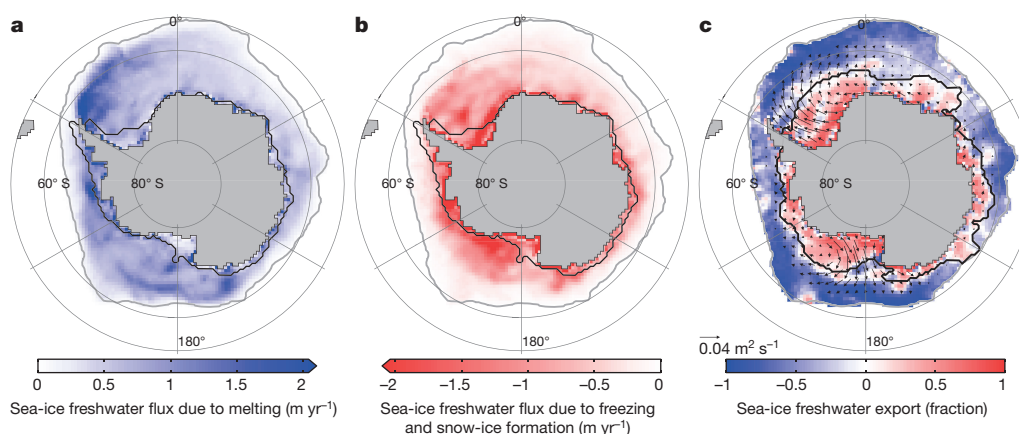 a
b
c
0°
0°
0°
60° S
80° S
60° S
80° S
60° S
80° S
180°
180°
180°
0.04 m² s⁻¹
0
0.5
1
1.5
2
−2
−1.5
−1
−0.5
0
−1
−0.5
0
0.5
1
Sea-ice freshwater flux due to melting (m yr⁻¹)
Sea-ice freshwater flux due to freezing
and snow-ice formation (m yr⁻¹)
Sea-ice freshwater export (fraction)